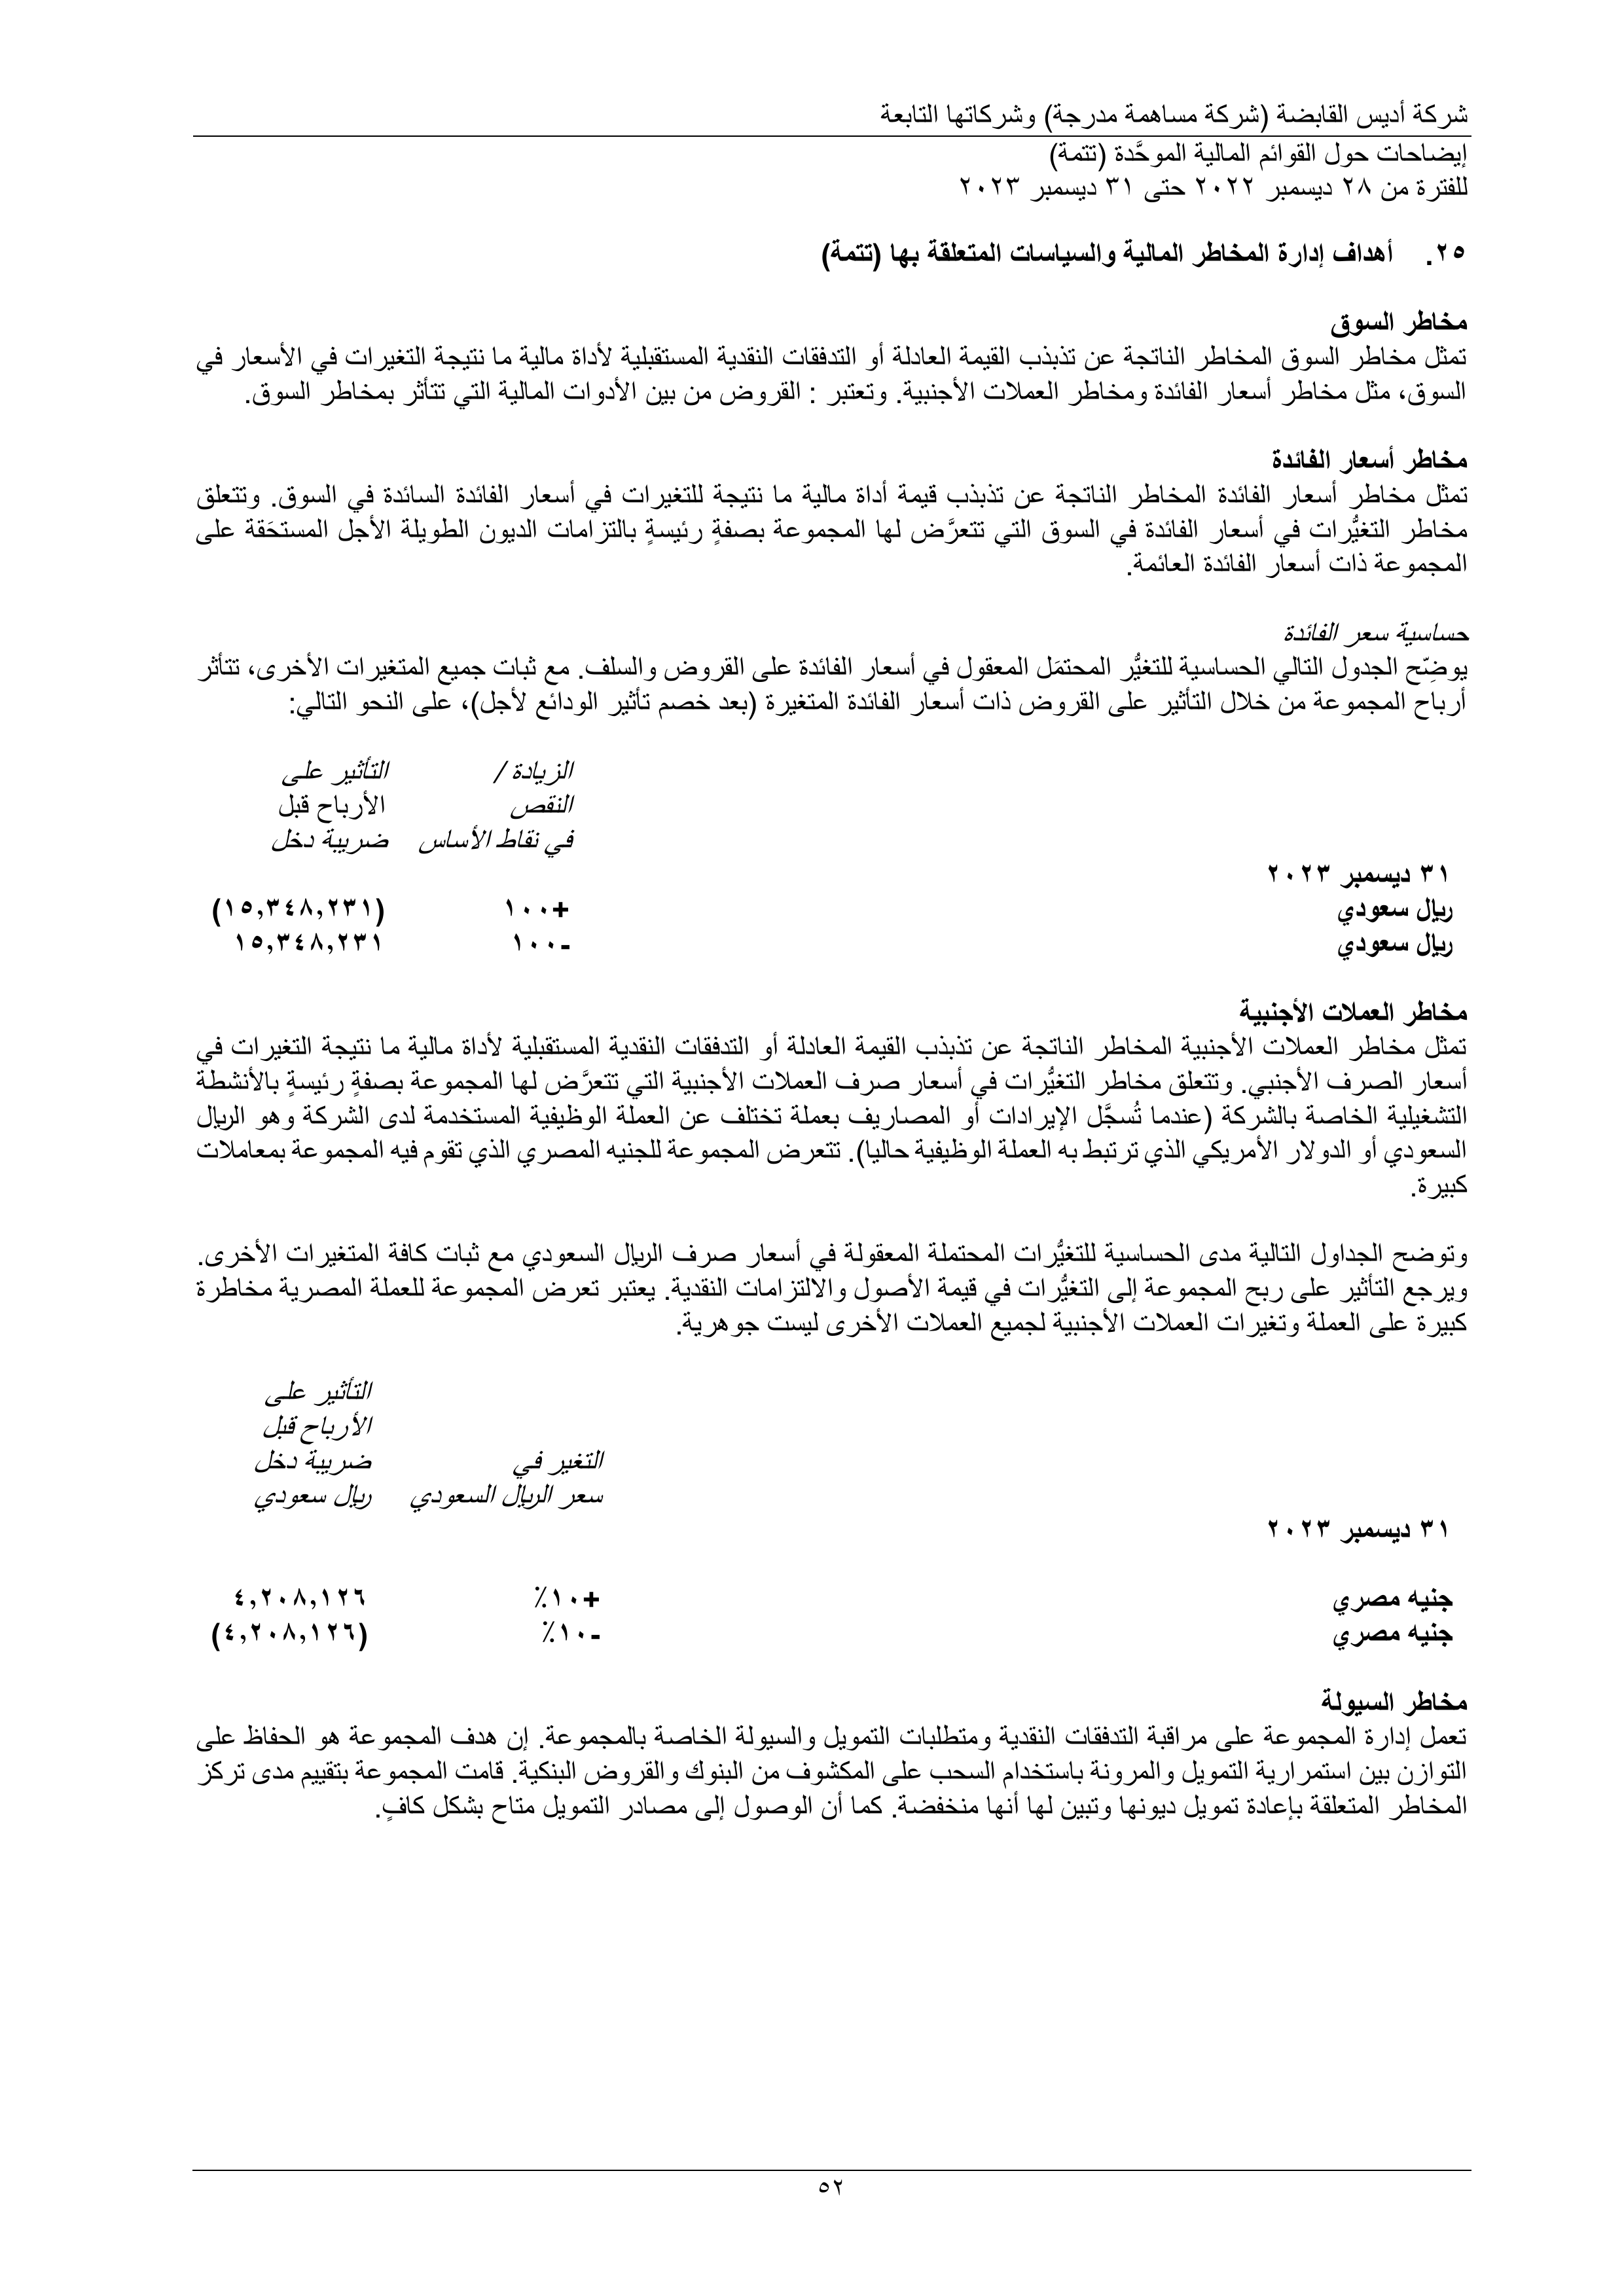 شركة أديس القابضة (شركة مساهمة مدرجة) وشركاتها التابعة
إيضاحات حول القوائم المالية الموحَّدة (تتمة)
للفترة من ٢٨ ديسمبر ٢٠٢٢ حتى ٣١ ديسمبر ٢٠٢٣
٢٥. أهداف إدارة المخاطر المالية والسياسات المتعلقة بها (تتمة)
مخاطر السوق
تمثل مخاطر السوق المخاطر الناتجة عن تذبذب القيمة العادلة أو التدفقات النقدية المستقبلية لأداة مالية ما نتيجة التغيرات في الأسعار في
السوق، مثل مخاطر أسعار الفائدة ومخاطر العملات الأجنبية. وتعتبر : القروض من بين الأدوات المالية التي تتأثر بمخاطر السوق.
مخاطر أسعار الفائدة
تمثل مخاطر أسعار الفائدة المخاطر الناتجة عن تذبذب قيمة أداة مالية ما نتيجة للتغيرات في أسعار الفائدة السائدة في السوق. وتتعلق
مخاطر التغيُّرات في أسعار الفائدة في السوق التي تتعرَّض لها المجموعة بصفةٍ رئيسةٍ بالتزامات الديون الطويلة الأجل المستحَقة على
المجموعة ذات أسعار الفائدة العائمة.
حساسية سعر الفائدة
يوضِّح الجدول التالي الحساسية للتغيُّر المحتمَل المعقول في أسعار الفائدة على القروض والسلف. مع ثبات جميع المتغيرات الأخرى، تتأثر
أرباح المجموعة من خلال التأثير على القروض ذات أسعار الفائدة المتغيرة (بعد خصم تأثير الودائع لأجل)، على النحو التالي:
الزيادة / التأثير على
النقص الأرباح قبل
في نقاط الأساس ضريبة دخل
٣١ ديسمبر ٢٠٢٣
ريال سعودي +١٠٠ (١٥,٣٤٨,٢٣١)
ريال سعودي -١٠٠ ١٥,٣٤٨,٢٣١
مخاطر العملات الأجنبية
تمثل مخاطر العملات الأجنبية المخاطر الناتجة عن تذبذب القيمة العادلة أو التدفقات النقدية المستقبلية لأداة مالية ما نتيجة التغيرات في
أسعار الصرف الأجنبي. وتتعلق مخاطر التغيُّرات في أسعار صرف العملات الأجنبية التي تتعرَّض لها المجموعة بصفةٍ رئيسةٍ بالأنشطة
التشغيلية الخاصة بالشركة (عندما تُسجَّل الإيرادات أو المصاريف بعملة تختلف عن العملة الوظيفية المستخدمة لدى الشركة وهو الريال
السعودي أو الدولار الأمريكي الذي ترتبط به العملة الوظيفية حاليا). تتعرض المجموعة للجنيه المصري الذي تقوم فيه المجموعة بمعاملات
كبيرة.
وتوضح الجداول التالية مدى الحساسية للتغيُّرات المحتملة المعقولة في أسعار صرف الريال السعودي مع ثبات كافة المتغيرات الأخرى.
ويرجع التأثير على ربح المجموعة إلى التغيُّرات في قيمة الأصول والالتزامات النقدية. يعتبر تعرض المجموعة للعملة المصرية مخاطرة
كبيرة على العملة وتغيرات العملات الأجنبية لجميع العملات الأخرى ليست جوهرية.
التأثير على
الأرباح قبل
التغير في ضريبة دخل
سعر الريال السعودي ريال سعودي
٣١ ديسمبر ٢٠٢٣
جنيه مصري +١٠٪ ٤,٢٠٨,١٢٦
جنيه مصري -١٠٪ (٤,٢٠٨,١٢٦)
مخاطر السيولة
تعمل إدارة المجموعة على مراقبة التدفقات النقدية ومتطلبات التمويل والسيولة الخاصة بالمجموعة. إن هدف المجموعة هو الحفاظ على
التوازن بين استمرارية التمويل والمرونة باستخدام السحب على المكشوف من البنوك والقروض البنكية. قامت المجموعة بتقييم مدى تركز
المخاطر المتعلقة بإعادة تمويل ديونها وتبين لها أنها منخفضة. كما أن الوصول إلى مصادر التمويل متاح بشكل كافٍ.
٥٢